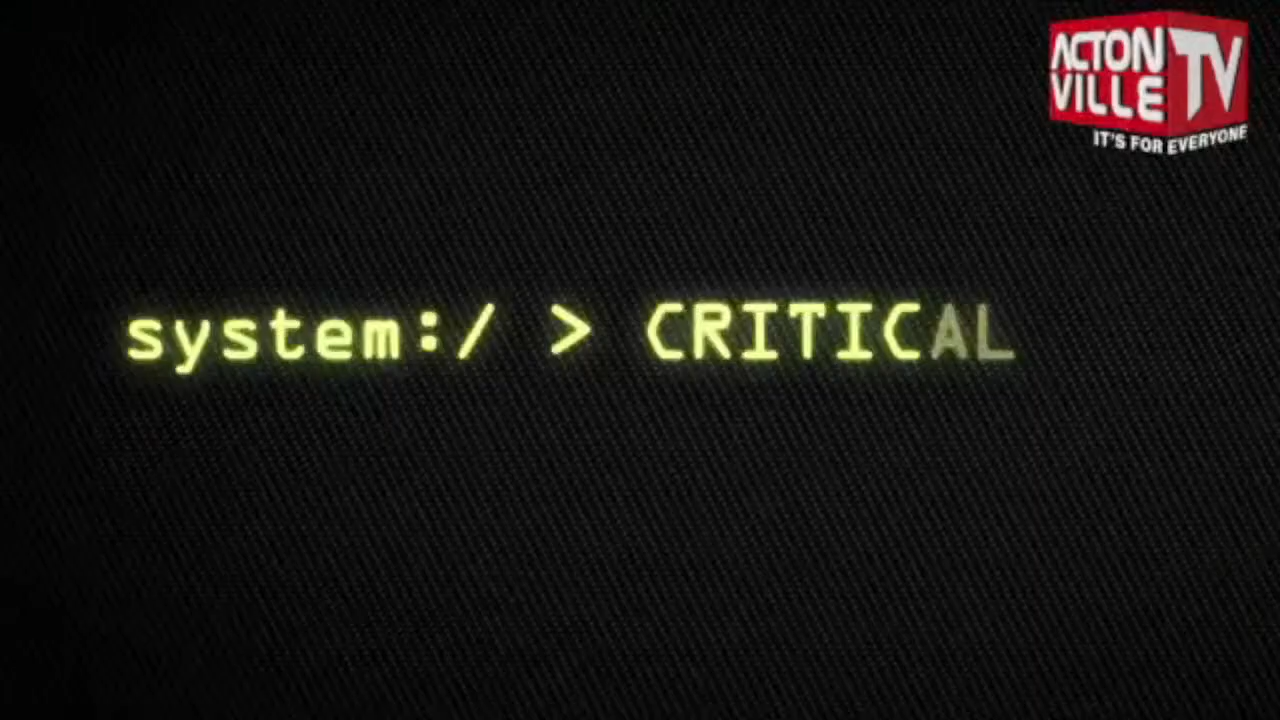 ACTON
VILLE
TV
IT'S FOR EVERYONE
system:/ > CRITICAL